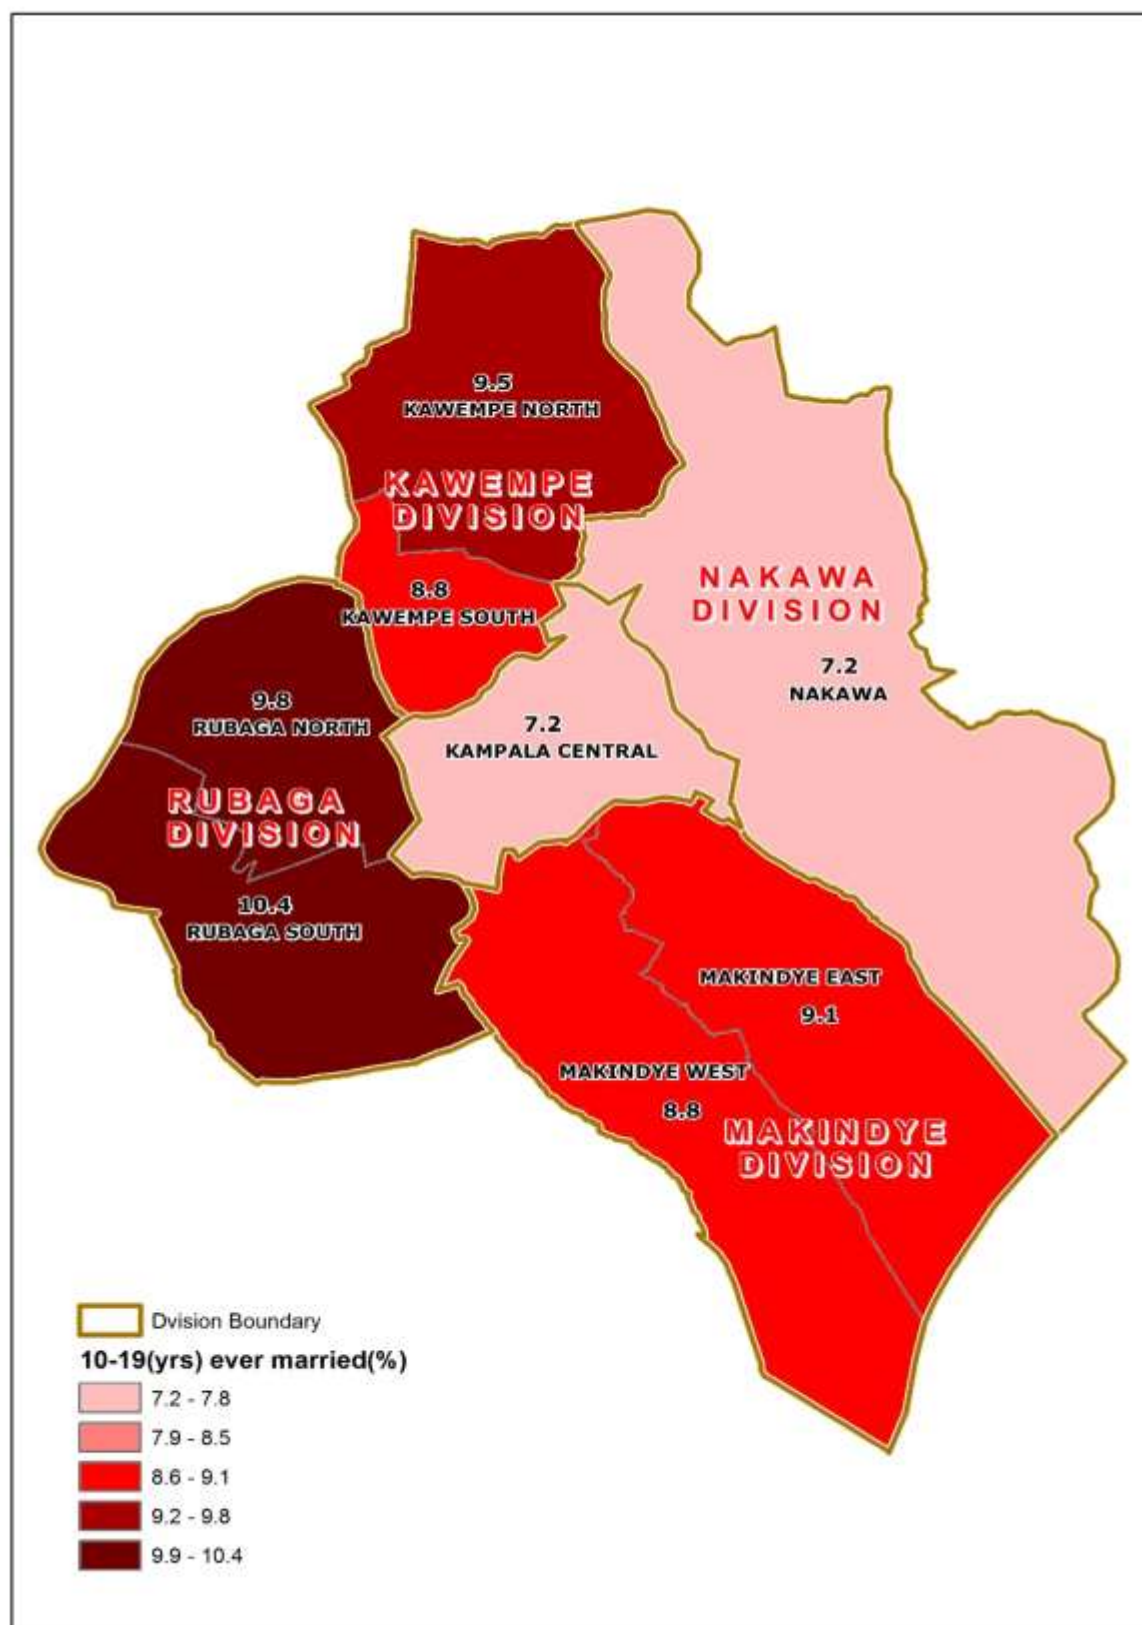 9.5
KAWEMPE NORTH
KAWEMPE
DIVISION
8.8
KAWEMPE SOUTH
NAKAWA
DIVISION
7.2
NAKAWA
9.8
RUBAGA NORTH
7.2
KAMPALA CENTRAL
RUBAGA
DIVISION
10.4
RUBAGA SOUTH
MAKINDYE EAST
9.1
MAKINDYE WEST
8.8
MAKINDYE
DIVISION
Dvision Boundary
10-19(yrs) ever married(%)
7.2 - 7.8
7.9 - 8.5
8.6 - 9.1
9.2 - 9.8
9.9 - 10.4